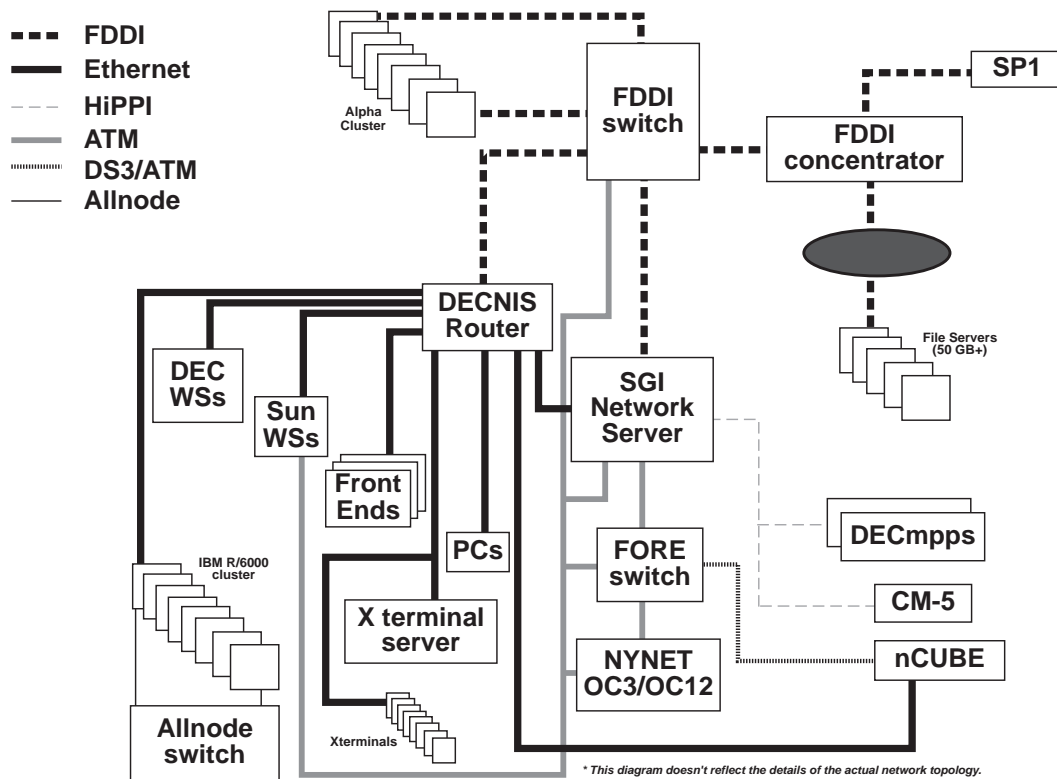 FDDI
Ethernet
HiPPI
ATM
DS3/ATM
Allnode
Alpha
Cluster
FDDI
switch
SP1
FDDI
concentrator
File Servers
(50 GB+)
DECNIS
Router
DEC
WSs
Sun
WSs
Front
Ends
PCs
SGI
Network
Server
FORE
switch
NYNET
OC3/OC12
DECmpps
CM-5
nCUBE
IBM R/6000
cluster
X terminal
server
Xterminals
Allnode
switch
* This diagram doesn't reflect the details of the actual network topology.